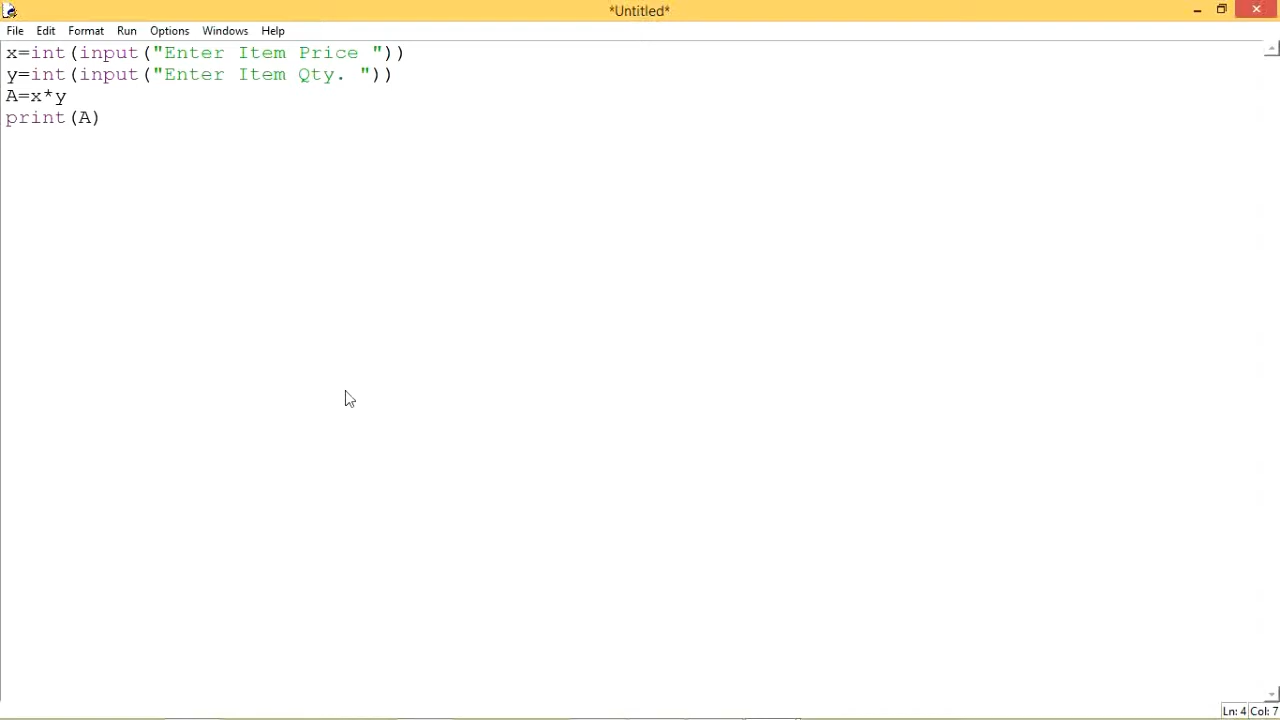 *Untitled*
File Edit Format Run Options Windows Help
x=int(input("Enter Item Price "))
y=int(input("Enter Item Qty. "))
A=x*y
print(A)
Ln: 4 Col: 7